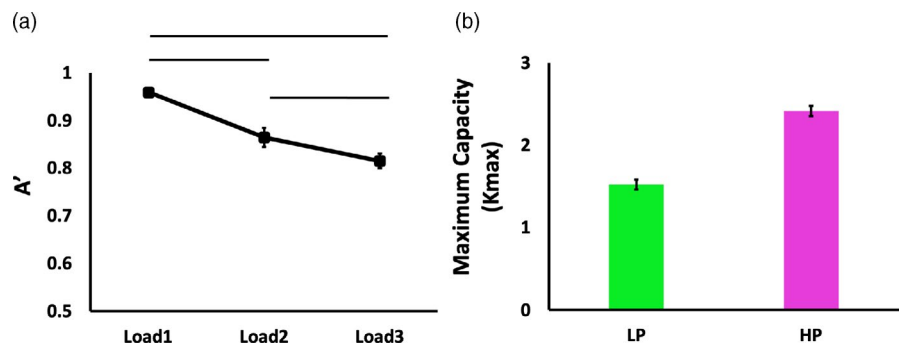 (a)
A'
1
0.9
0.8
0.7
0.6
0.5
Load1 Load2 Load3
(b)
Maximum Capacity
(Kmax)
3
2
1
0
LP HP